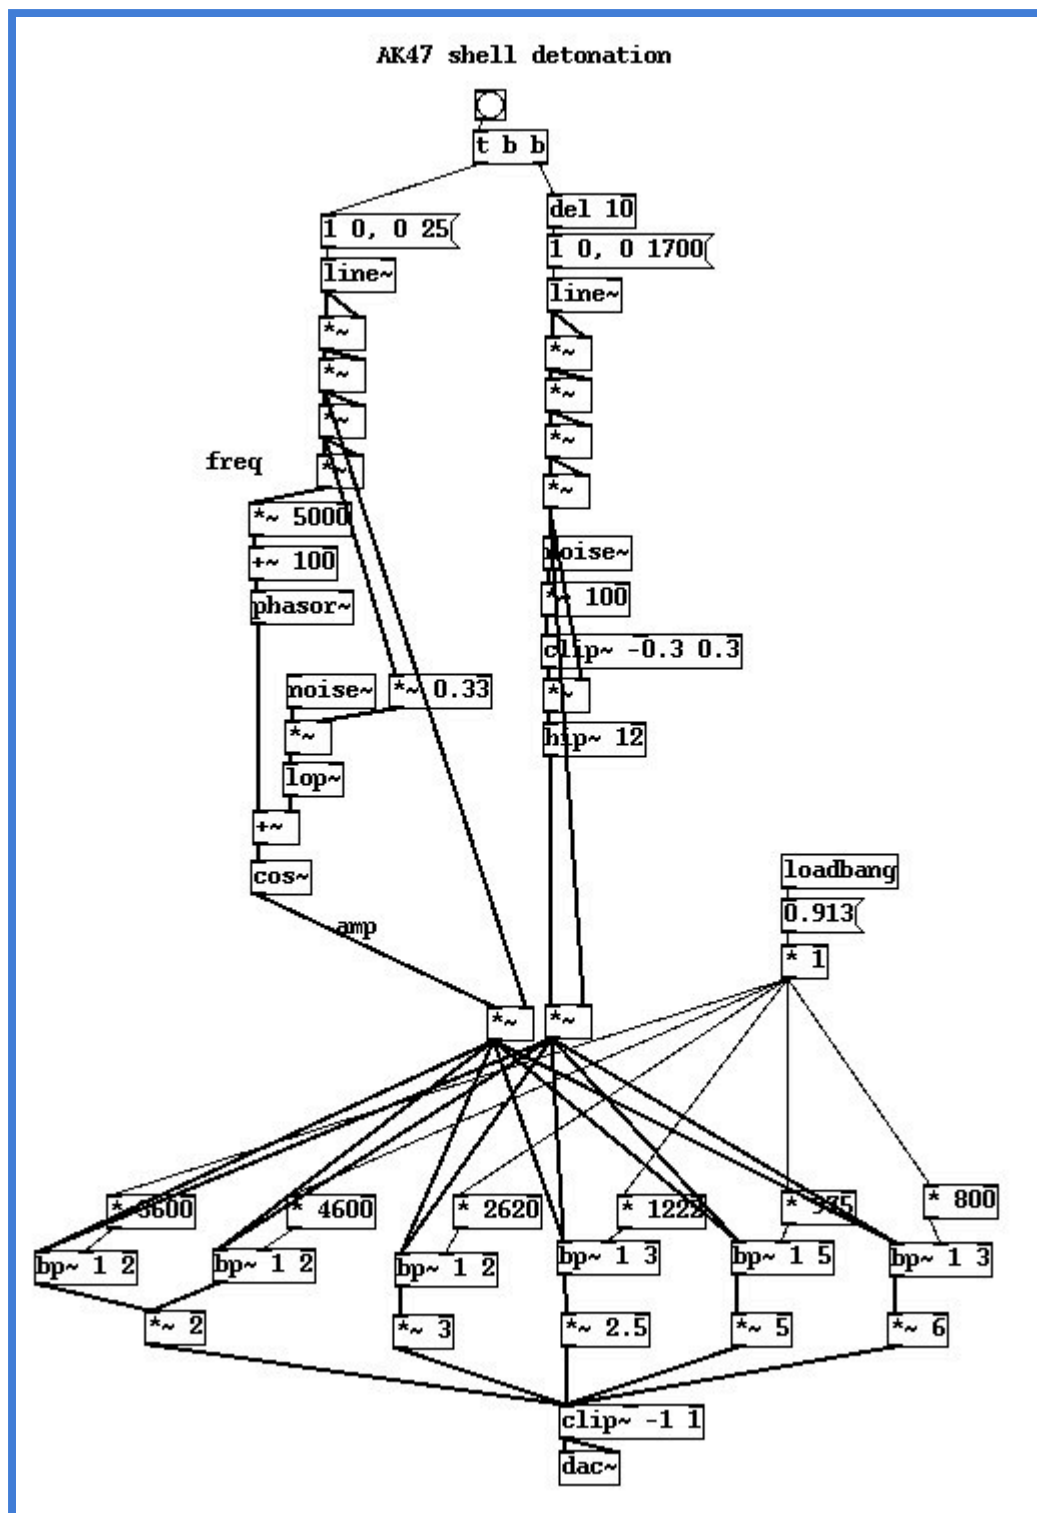 AK47 shell detonation
t b b
del 10
1 0, 0 25
1 0, 0 1700
line~
line~
*~
*~
*~
*~
*~
*~
*~
freq
*~
*~
*~ 5000
noise~
+~ 100
*~ 100
phasor~
clip~ -0.3 0.3
noise~
*~ 0.33
*~
*~
hip~ 12
lop~
+~
loadbang
cos~
0.913
amp
* 1
*~
*~
* 3600
* 4600
* 2620
* 1222
* 975
* 800
bp~ 1 2
bp~ 1 2
bp~ 1 2
bp~ 1 3
bp~ 1 5
bp~ 1 3
*~ 2
*~ 3
*~ 2.5
*~ 5
*~ 6
clip~ -1 1
dac~